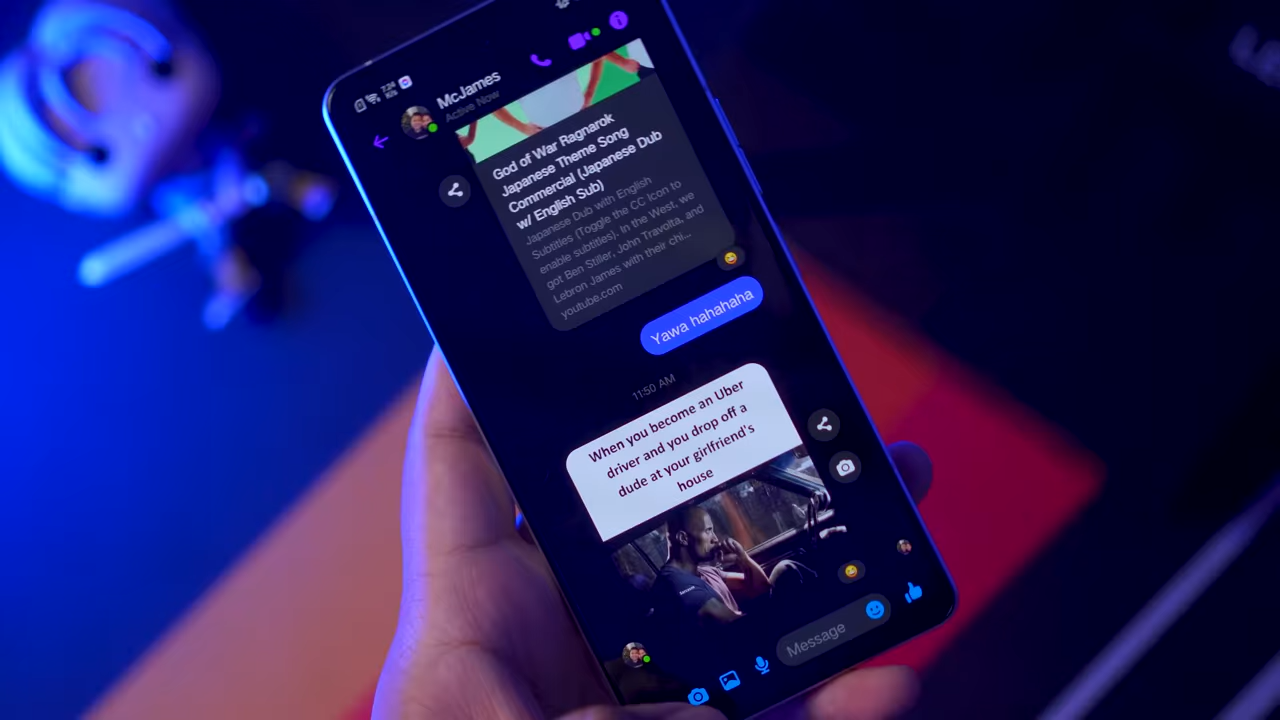 McJames
Active Now
God of War Ragnarok
Japanese Theme Song
Commercial (Japanese Dub
w/ English Sub)
Japanese Dub with English
Subtitles (Toggle the CC Icon to
enable subtitles). In the West, we
got Ben Stiller, John Travolta, and
Lebron James with their chi...
youtube.com
Yawa hahahaha
11:50 AM
When you become an Uber
driver and you drop off a
dude at your girlfriend's
house
Message